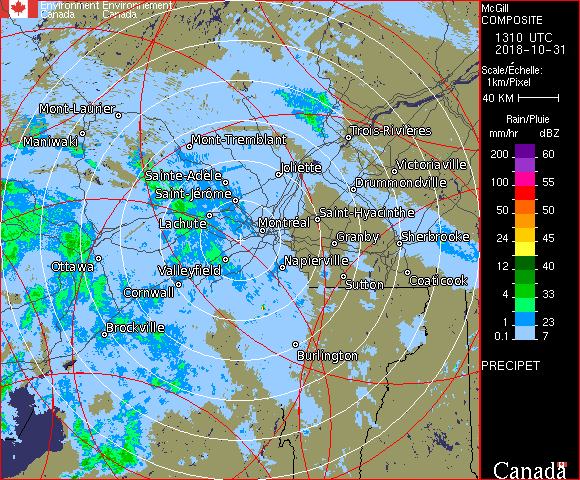 Environment Environnement
Canada Canada
Mont-Laurier
Maniwaki
Mont-Tremblant
Trois-Rivières
Joliette
Victoriaville
Sainte-Adèle
Drummondville
Saint-Jérôme
Lachute
Saint-Hyacinthe
Montréal
Granby
Sherbrooke
Ottawa
Valleyfield
Napierville
Cornwall
Sutton
Coaticook
Brockville
Burlington
McGill
COMPOSITE
1310 UTC
2018-10-31
Scale/Échelle:
1km/Pixel
40 KM
Rain/Pluie
mm/hr dBZ
200 60
150 57
100 55
50 50
24 45
12 40
4 33
1 23
0.1 7
PRECIPET
Canada